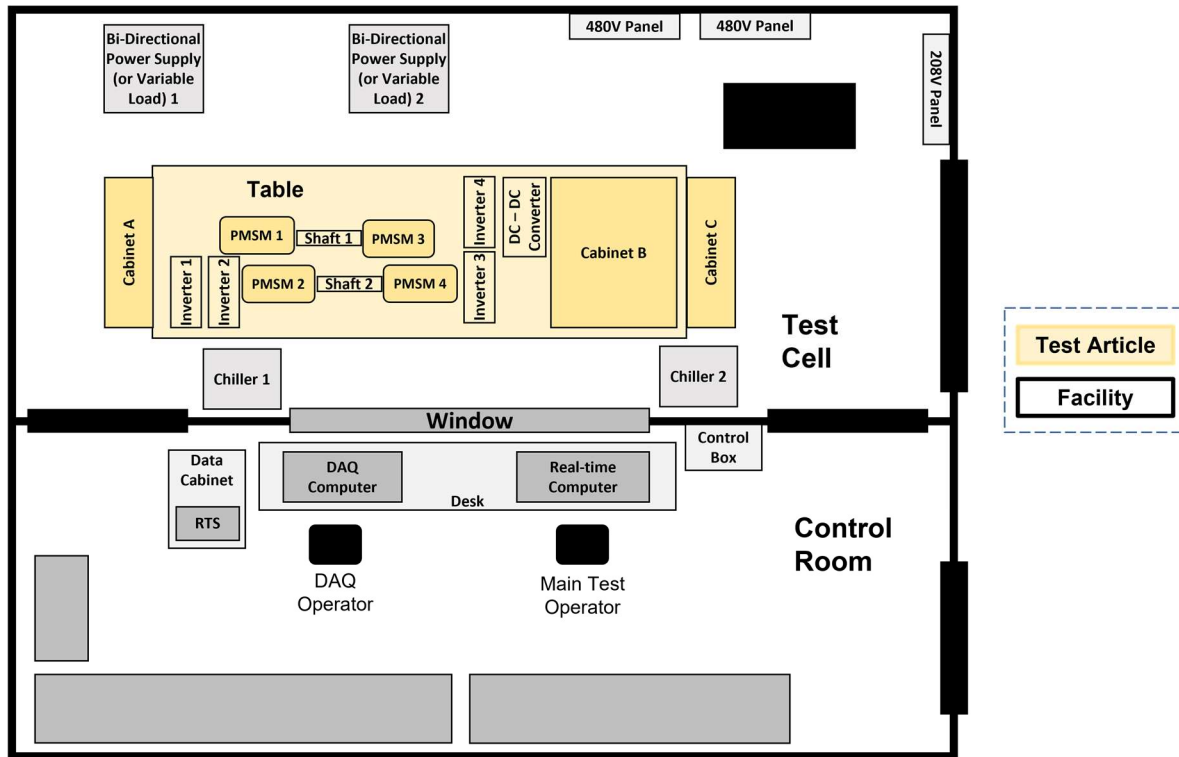 480V Panel
480V Panel
208V Panel
Bi-Directional
Power Supply
(or Variable
Load) 1
Bi-Directional
Power Supply
(or Variable
Load) 2
Table
Cabinet A
PMSM 1
Shaft 1
PMSM 3
Inverter 1
Inverter 2
PMSM 2
Shaft 2
PMSM 4
Inverter 4
Inverter 3
DC – DC
Converter
Cabinet B
Cabinet C
Test
Cell
Chiller 1
Chiller 2
Window
Test Article
Facility
Data
Cabinet
RTS
DAQ
Computer
Real-time
Computer
Desk
Control
Box
Control
Room
DAQ
Operator
Main Test
Operator